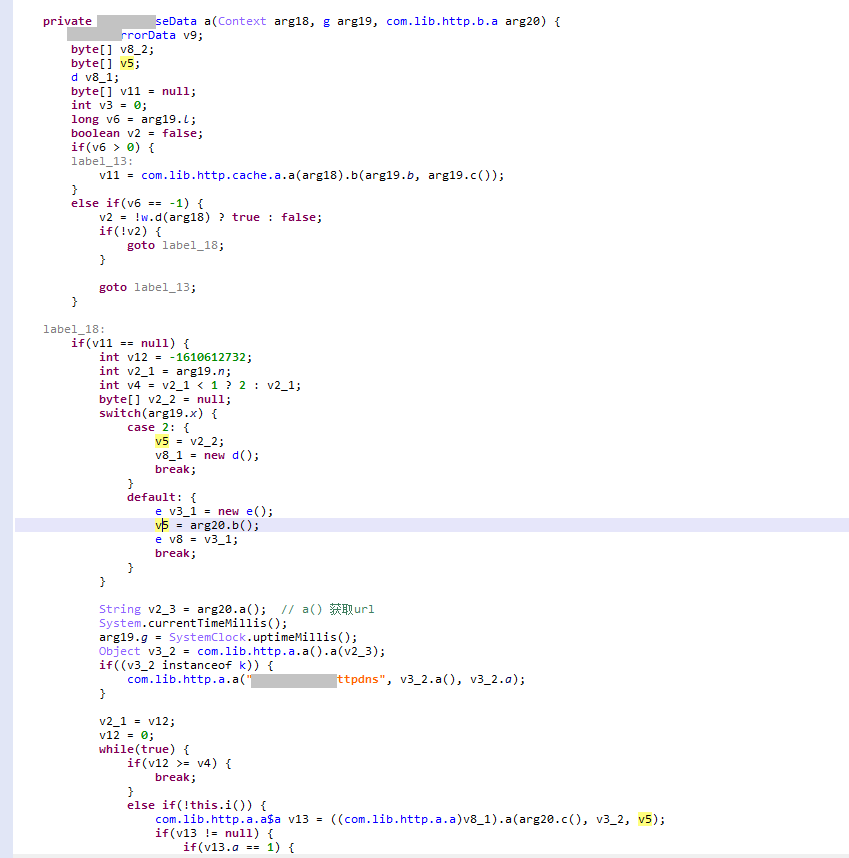 private seData a(Context arg18, g arg19, com.lib.http.b.a arg20) {
rrorData v9;
byte[] v8_2;
byte[] v5;
d v8_1;
byte[] v11 = null;
int v3 = 0;
long v6 = arg19.l;
boolean v2 = false;
if(v6 > 0) {
label_13:
v11 = com.lib.http.cache.a.a(arg18).b(arg19.b, arg19.c());
}
else if(v6 == -1) {
v2 = !w.d(arg18) ? true : false;
if(!v2) {
goto label_18;
}
goto label_13;
}
label_18:
if(v11 == null) {
int v12 = -1610612732;
int v2_1 = arg19.n;
int v4 = v2_1 < 1 ? 2 : v2_1;
byte[] v2_2 = null;
switch(arg19.x) {
case 2: {
v5 = v2_2;
v8_1 = new d();
break;
}
default: {
e v3_1 = new e();
v5 = arg20.b();
e v8 = v3_1;
break;
}
}
String v2_3 = arg20.a();  // a() 获取url
System.currentTimeMillis();
arg19.g = SystemClock.uptimeMillis();
Object v3_2 = com.lib.http.a.a().a(v2_3);
if((v3_2 instanceof k)) {
com.lib.http.a.a("ttpdns", v3_2.a(), v3_2.a);
}
v2_1 = v12;
v12 = 0;
while(true) {
if(v12 >= v4) {
break;
}
else if(!this.i()) {
com.lib.http.a.a$a v13 = ((com.lib.http.a.a)v8_1).a(arg20.c(), v3_2, v5);
if(v13 != null) {
if(v13.a == 1) {